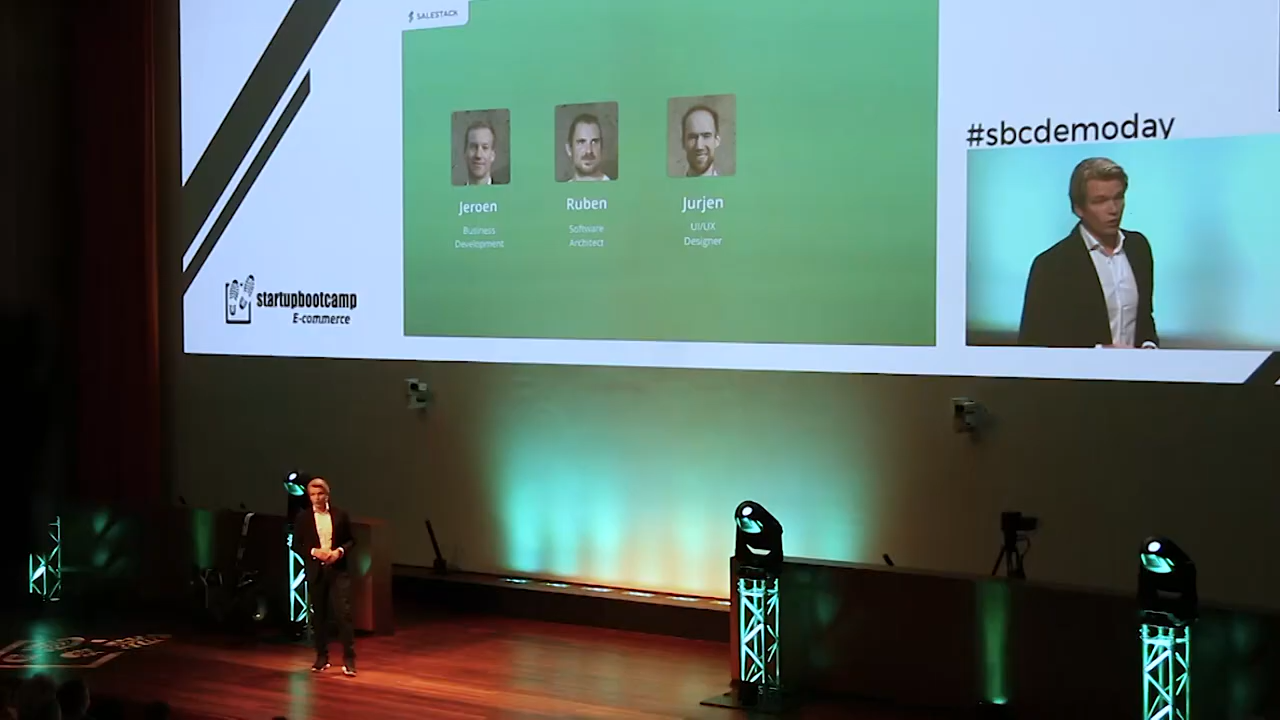 SALESTACK
Jeroen
Business
Development
Ruben
Software
Architect
Jurjen
UI/UX
Designer
#sbcdemoday
startupbootcamp
E-commerce